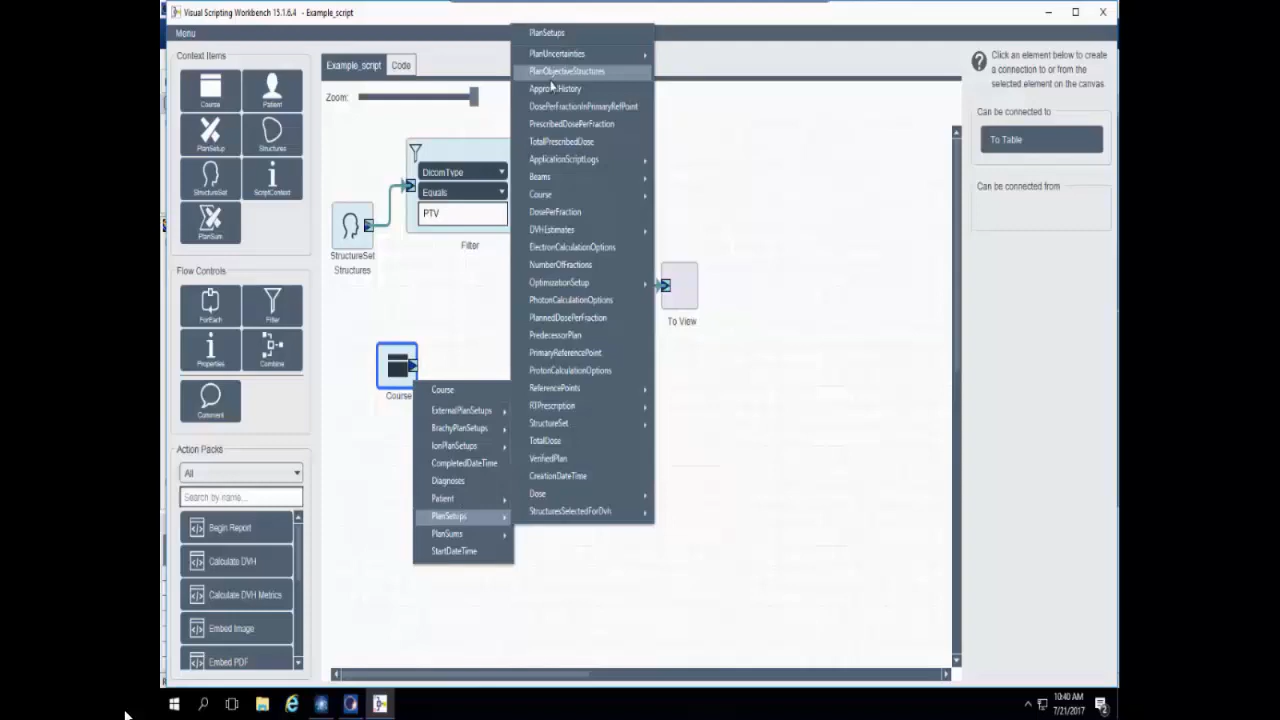 Visual Scripting Workbench 15.1.6.4 - Example_script
Menu
Context Items
Course
Patient
PlanSetup
Structures
StructureSet
ScriptContext
PlanSum
Flow Controls
ForEach
Filter
Properties
Combine
Comment
Action Packs
All
Search by name...
Begin Report
Calculate DVH
Calculate DVH Metrics
Embed Image
Embed PDF
Example_script
Code
Zoom:
DicomType
Equals
PTV
Filter
StructureSet
Structures
To View
Course
Course
ExternalPlanSetups
BrachyPlanSetups
IonPlanSetups
CompletedDateTime
Diagnoses
Patient
PlanSetups
PlanSums
StartDateTime
PlanSetups
PlanUncertainties
PlanObjectiveStructures
ApprovalHistory
DosePerFractionInPrimaryRefPoint
PrescribedDosePerFraction
TotalPrescribedDose
ApplicationScriptLogs
Beams
Course
DosePerFraction
DVHEstimates
ElectronCalculationOptions
NumberOfFractions
OptimizationSetup
PhotonCalculationOptions
PlannedDosePerFraction
PredecessorPlan
PrimaryReferencePoint
ProtonCalculationOptions
ReferencePoints
RTPrescription
StructureSet
TotalDose
VerifiedPlan
CreationDateTime
Dose
StructuresSelectedForDvh
Click an element below to create
a connection to or from the
selected element on the canvas.
Can be connected to
To Table
Can be connected from
10:40 AM
7/21/2017